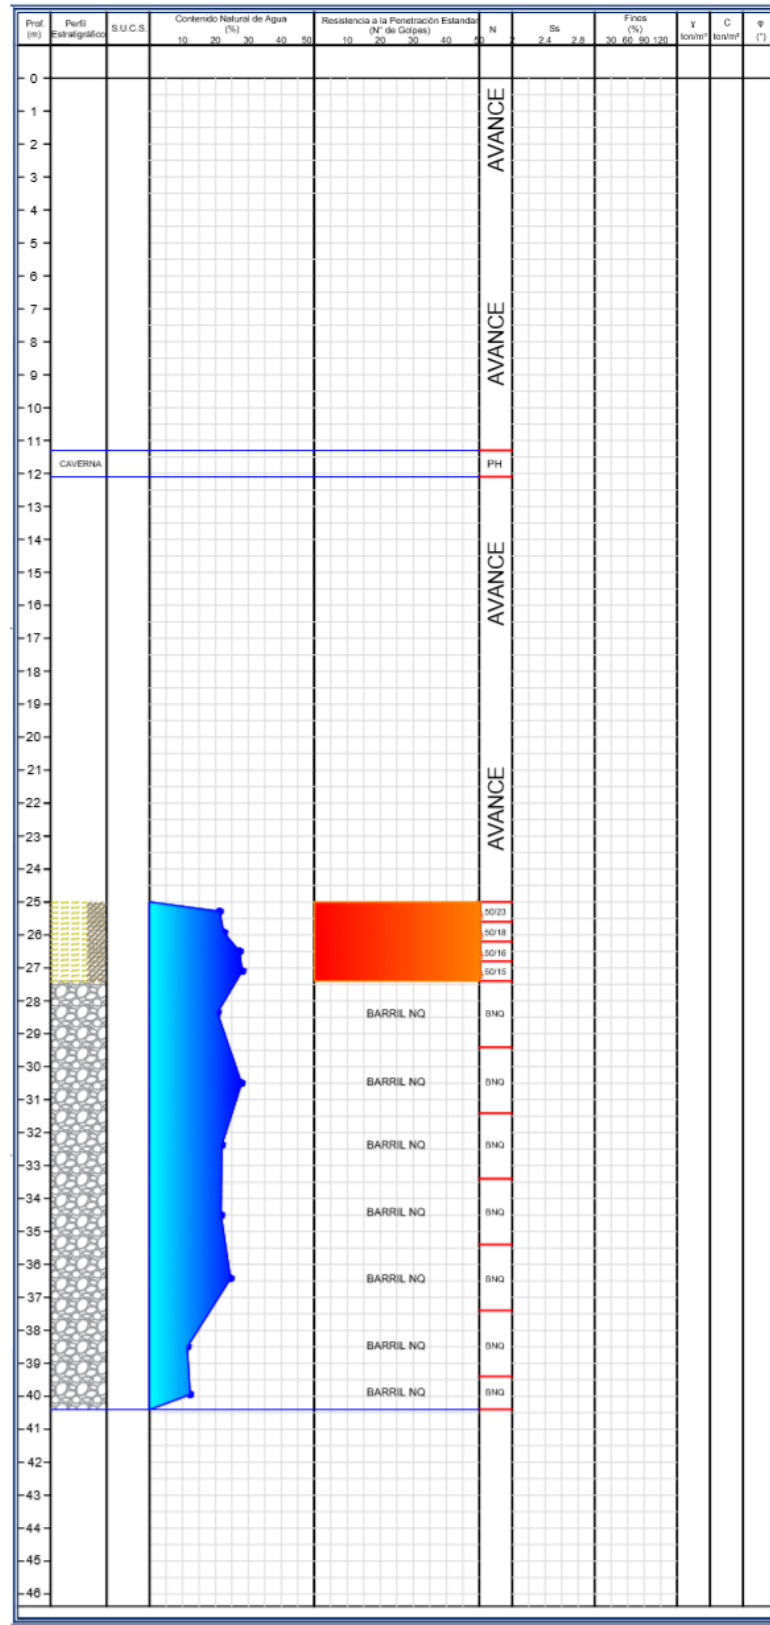 Prof. (m)
Perfil Estratigráfico
S.U.C.S.
Contenido Natural de Agua
(%)
10 20 30 40 50
Resistencia a la Penetración Estandar
(N° de Golpes)
10 20 30 40 50
N
Ss
2 2.4 2.8
Finos
(%)
30 60 90 120
γ
ton/m³
C
ton/m²
φ
(°)
0
AVANCE
1
2
3
4
5
6
7
AVANCE
8
9
10
11
CAVERNA PH
12
13
14
15
AVANCE
16
17
18
19
20
21
22
AVANCE
23
24
25
50/23
26 50/18
50/16
27 50/15
28
BARRIL NQ BNQ
29
30
BARRIL NQ BNQ
31
32
BARRIL NQ BNQ
33
34
BARRIL NQ BNQ
35
36
BARRIL NQ BNQ
37
38
BARRIL NQ BNQ
39
BARRIL NQ BNQ
40
41
42
43
44
45
46